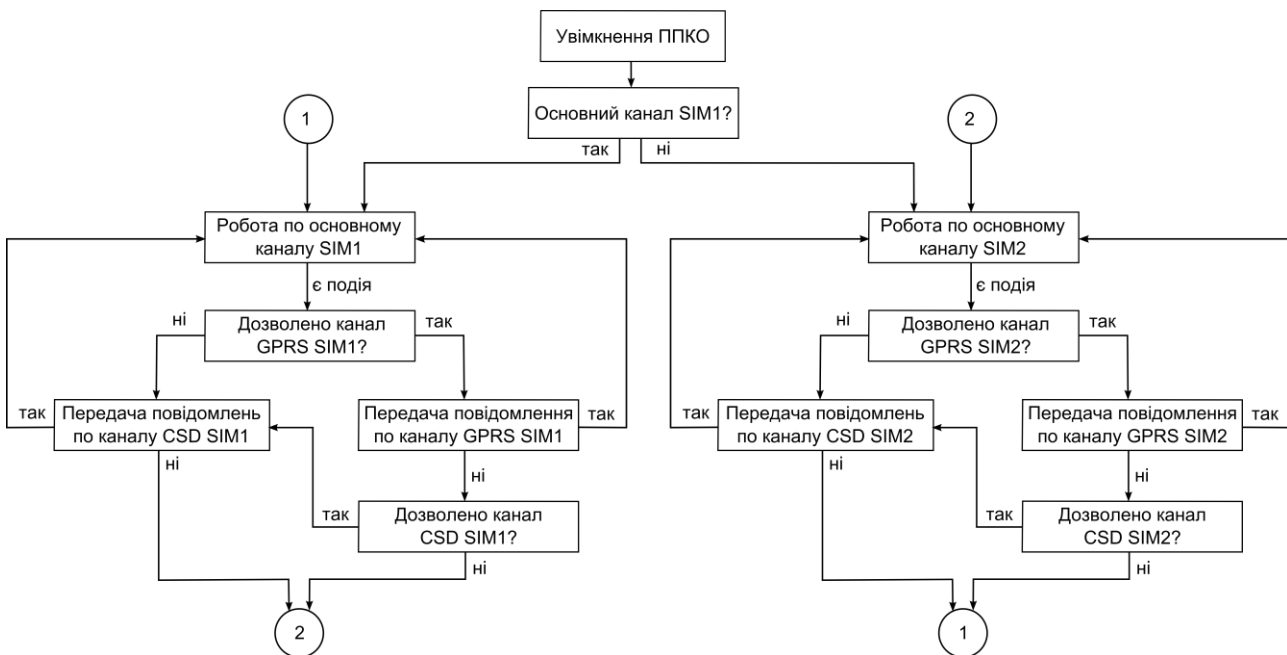 Увімкнення ППКО
Основний канал SIM1?
1
2
так
ні
Робота по основному
каналу SIM1
Робота по основному
каналу SIM2
є подія
є подія
ні
Дозволено канал
GPRS SIM1?
так
ні
Дозволено канал
GPRS SIM2?
так
так
Передача повідомлень
по каналу CSD SIM1
Передача повідомлення
по каналу GPRS SIM1
так
так
Передача повідомлень
по каналу CSD SIM2
Передача повідомлення
по каналу GPRS SIM2
так
ні
ні
ні
ні
так
Дозволено канал
CSD SIM1?
так
Дозволено канал
CSD SIM2?
ні
ні
2
1